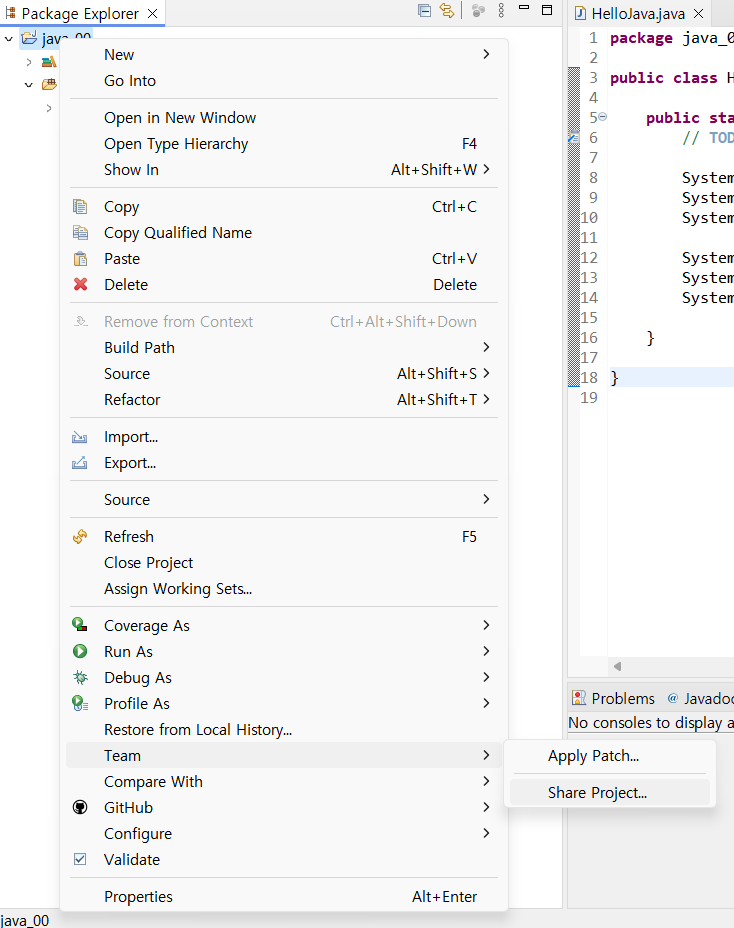 Package Explorer
java_00
New
Go Into
Open in New Window
Open Type Hierarchy F4
Show In Alt+Shift+W
Copy Ctrl+C
Copy Qualified Name
Paste Ctrl+V
Delete Delete
Remove from Context Ctrl+Alt+Shift+Down
Build Path
Source Alt+Shift+S
Refactor Alt+Shift+T
Import...
Export...
Source
Refresh F5
Close Project
Assign Working Sets...
Coverage As
Run As
Debug As
Profile As
Restore from Local History...
Team
Compare With
GitHub
Configure
Validate
Properties Alt+Enter
Apply Patch...
Share Project...
HelloJava.java
1 package java_0
2
3 public class H
4
5 public sta
6 // TOD
7
8 System
9 System
10 System
11
12 System
13 System
14 System
15
16 }
17
18 }
19
Problems @ Javadoc
No consoles to display a
java_00